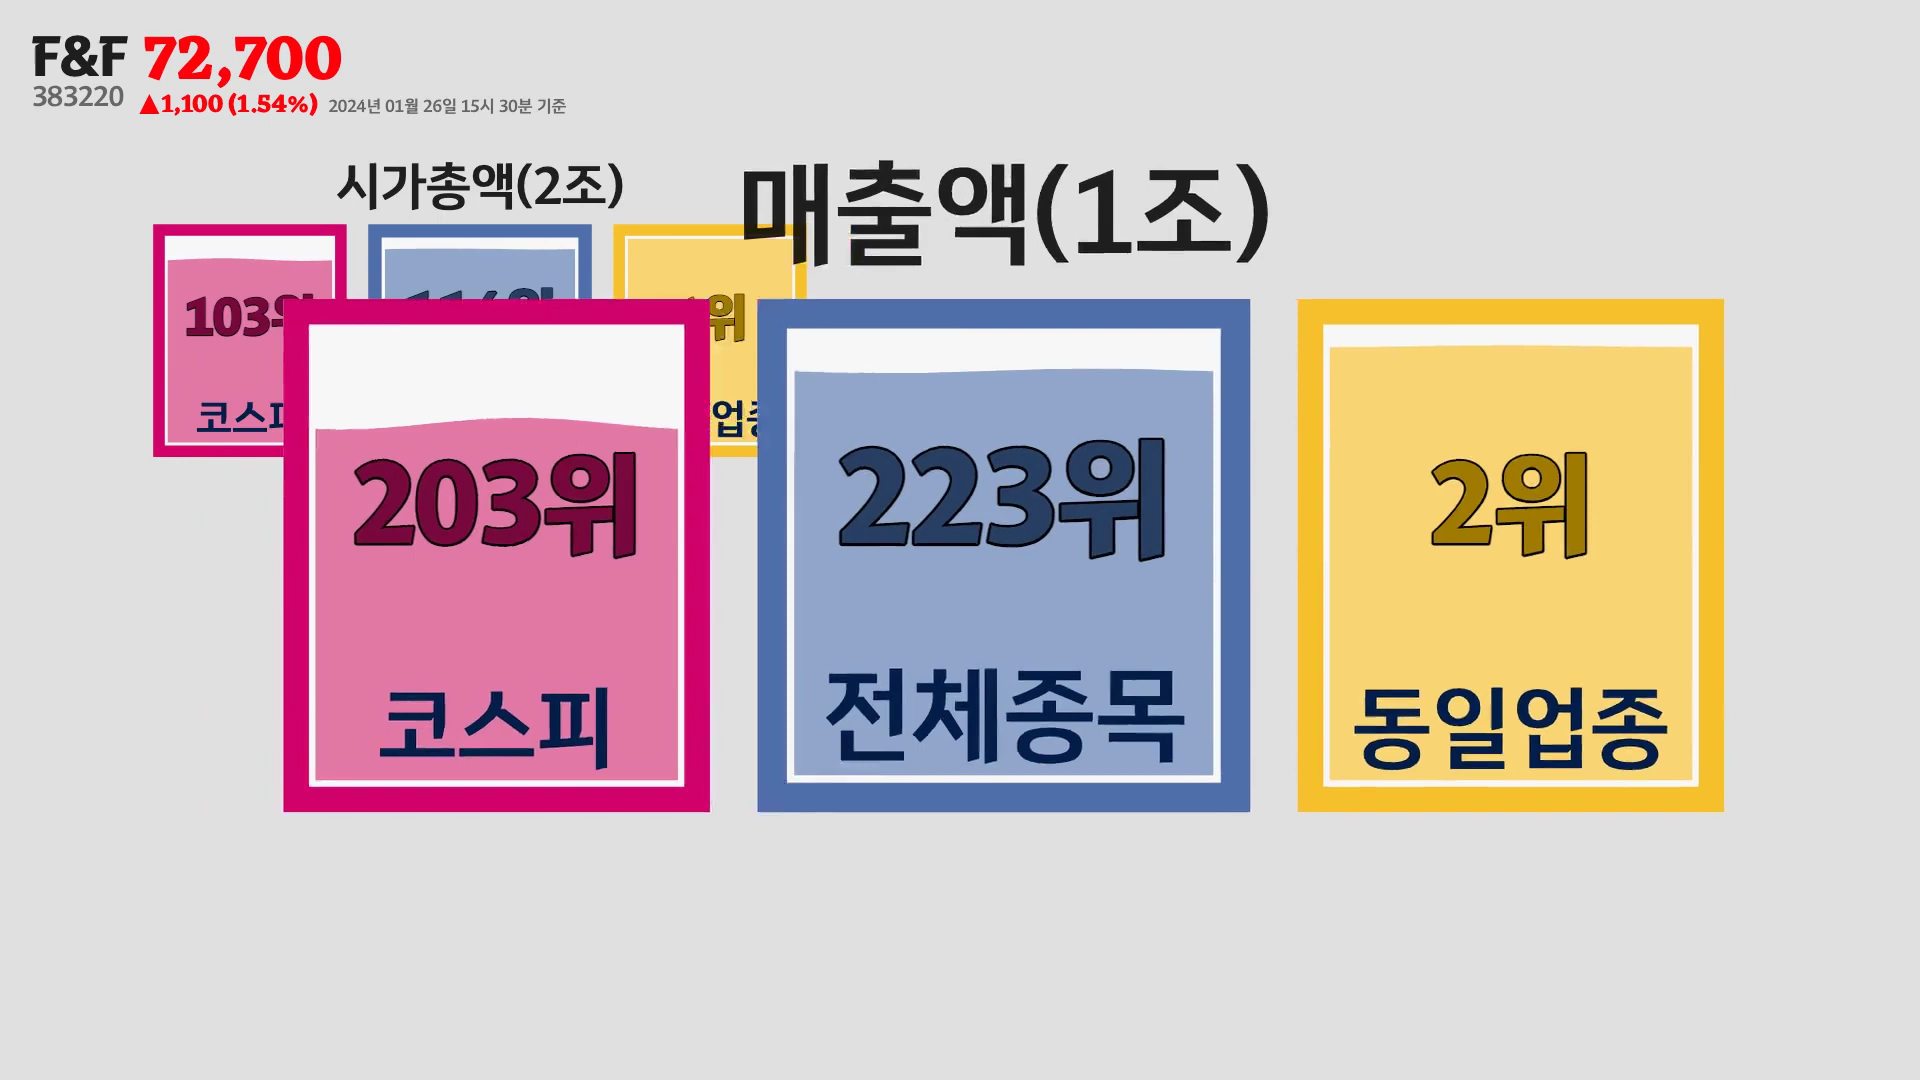 F&F 72,700
383220 ▲1,100 (1.54%) 2024년 01월 26일 15시 30분 기준
시가총액(2조)
매출액(1조)
코스피
203위
223위
2위
코스피
전체종목
동일업종